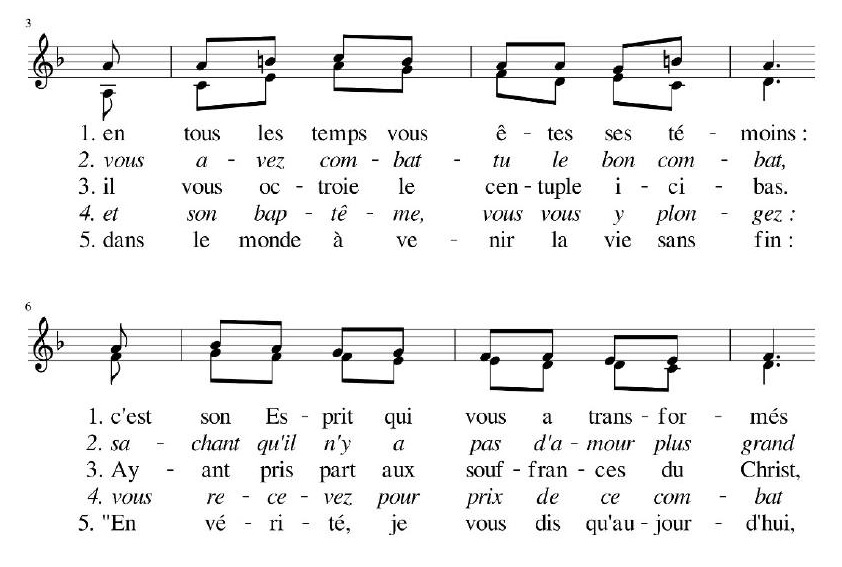 3
1. en tous les temps vous ê - tes ses té - moins :
2. vous a - vez com - bat - tu le bon com - bat,
3. il vous oc - troie le cen - tuple i - ci - bas.
4. et son bap - tê - me, vous vous y plon - gez :
5. dans le monde à ve - nir la vie sans fin :
6
1. c'est son Es - prit qui vous a trans - for - més
2. sa - chant qu'il n'y a pas d'a - mour plus grand
3. Ay - ant pris part aux souf - fran - ces du Christ,
4. vous re - ce - vez pour prix de ce com - bat
5. "En vé - ri - té, je vous dis qu'au - jour - d'hui,